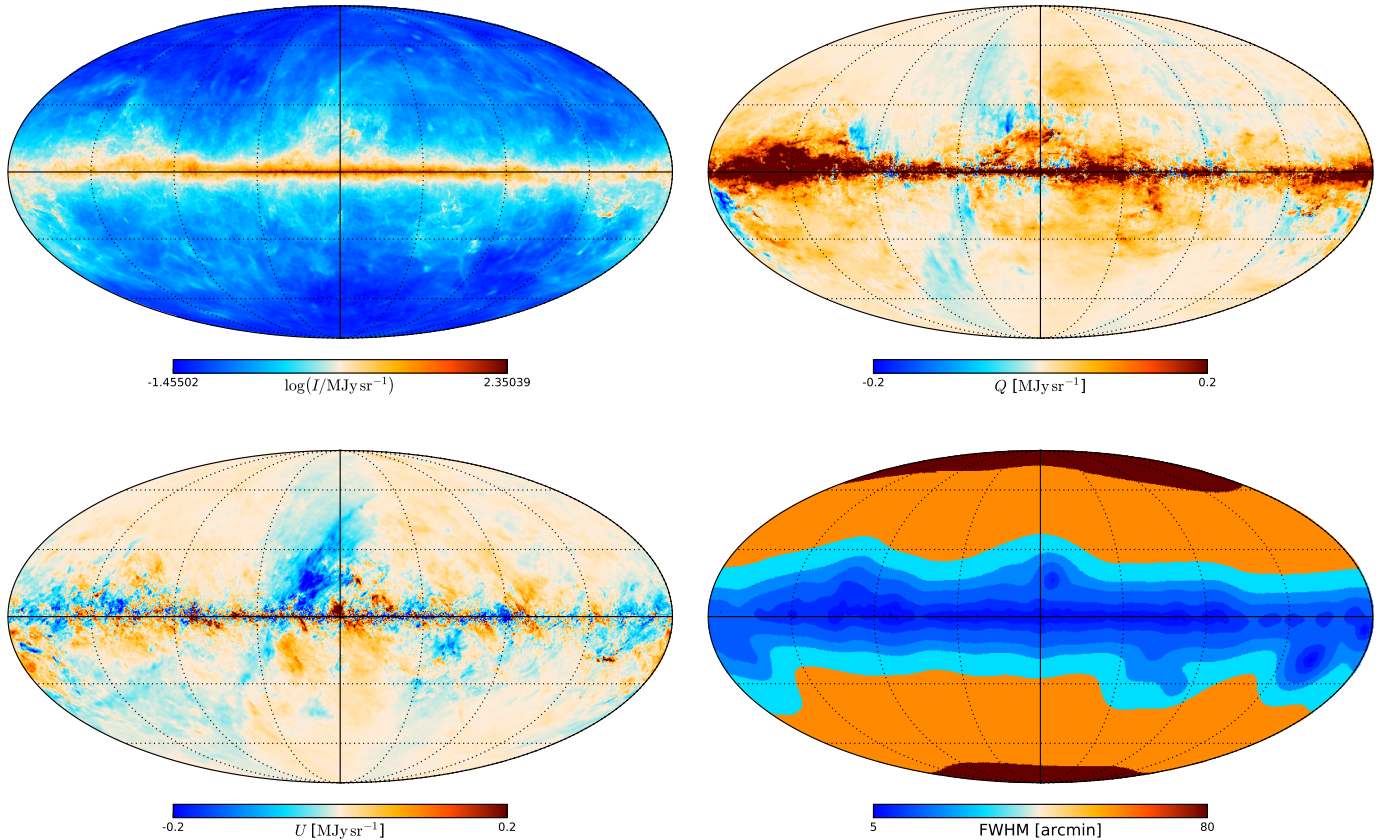 -1.45502 log(I/MJy sr⁻¹) 2.35039
-0.2 Q [MJy sr⁻¹] 0.2
-0.2 U [MJy sr⁻¹] 0.2
5 FWHM [arcmin] 80